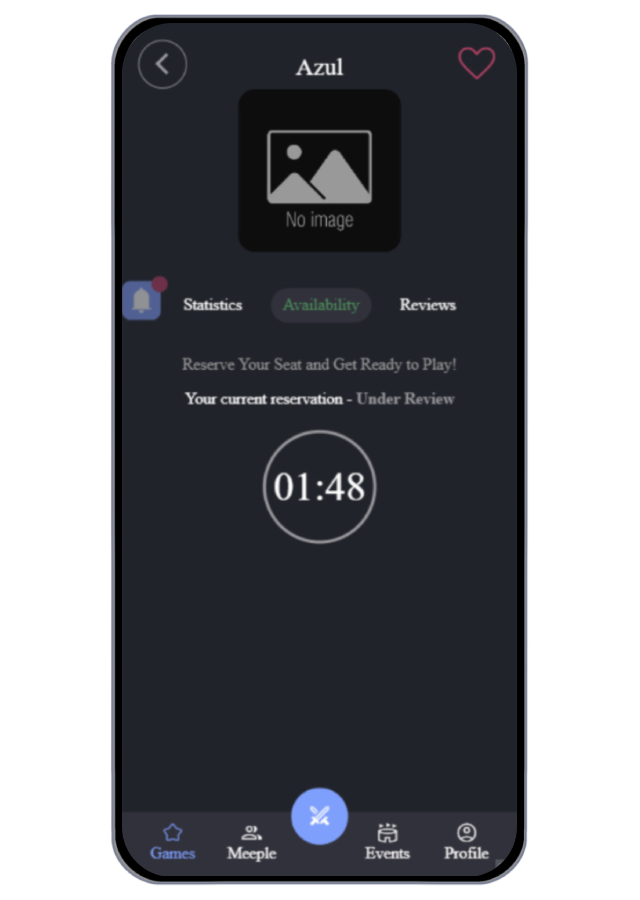 Azul
No image
Statistics Availability Reviews
Reserve Your Seat and Get Ready to Play!
Your current reservation - Under Review
01:48
Games Meeple Events Profile